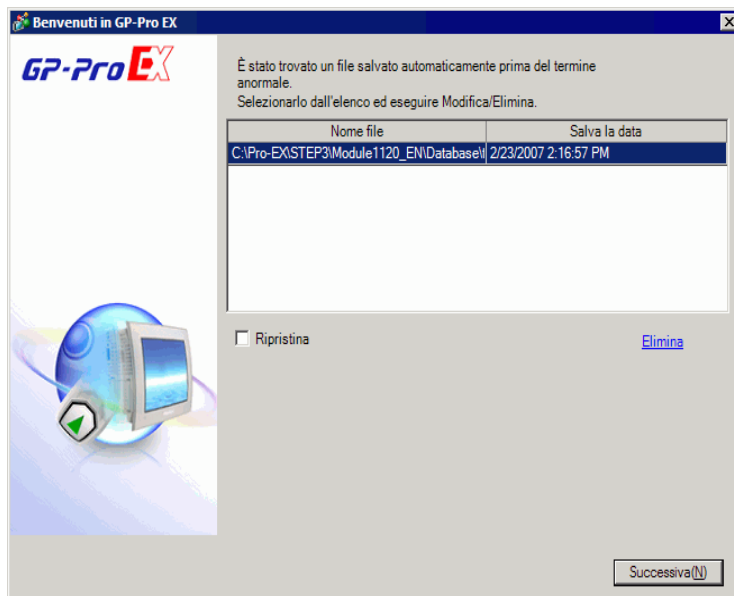 Benvenuti in GP-Pro EX
GP-Pro EX
È stato trovato un file salvato automaticamente prima del termine
anormale.
Selezionarlo dall'elenco ed eseguire Modifica/Elimina.
Nome file Salva la data
C:\Pro-EX\STEP3\Module1120_EN\Database\ 2/23/2007 2:16:57 PM
Ripristina Elimina
Successiva(N)